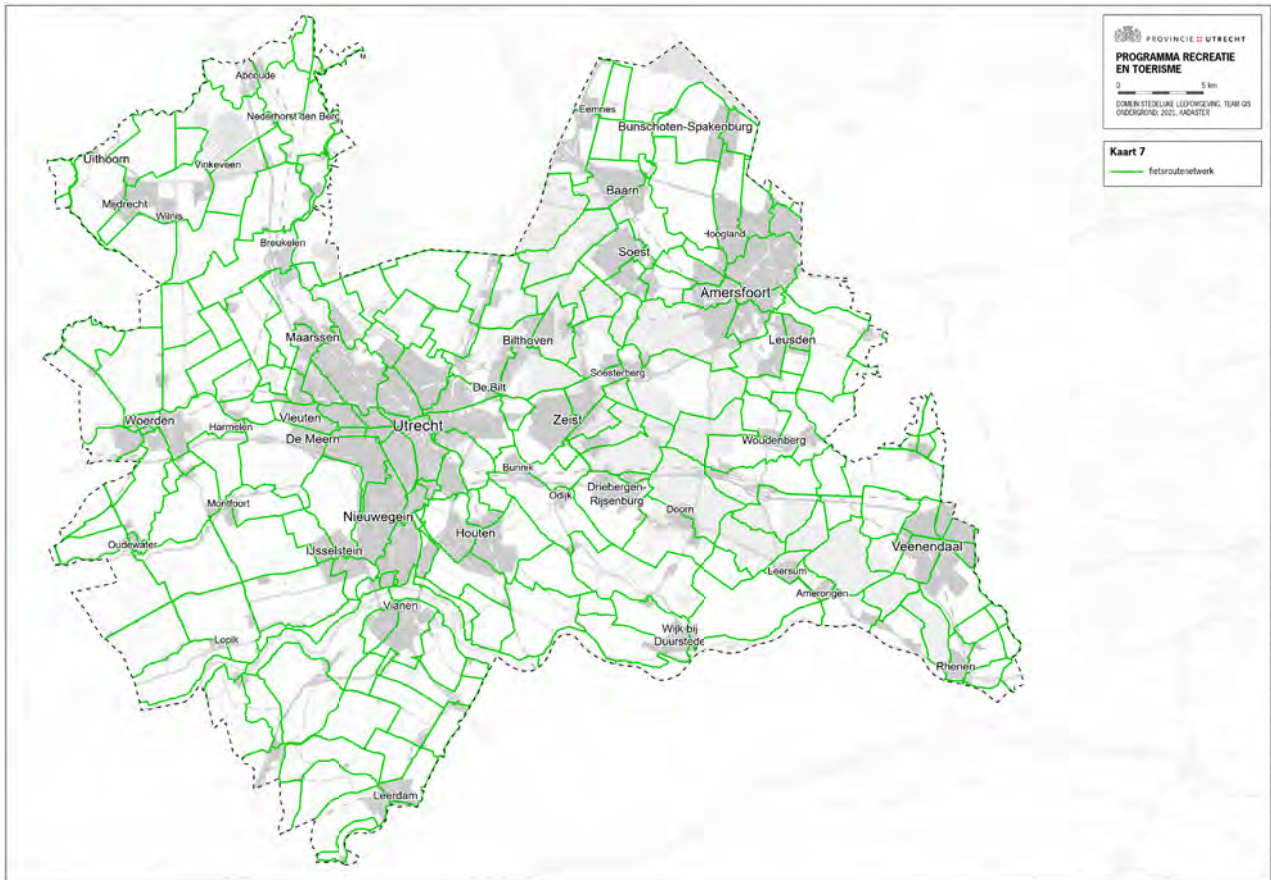 PROVINCIE UTRECHT
PROGRAMMA RECREATIE
EN TOERISME
0 5 km
DOMEIN STEDELIJKE LEEFOMGEVING, TEAM GIS
ONDERGROND: 2021, KADASTER
Kaart 7
fietsroutenetwerk
Abcoude
Nederhorst den Berg
Eemnes
Bunschoten-Spakenburg
Uithoorn
Vinkeveen
Baarn
Mijdrecht
Wilnis
Hoogland
Breukelen
Soest
Amersfoort
Maarssen
Bilthoven
Leusden
Soesterberg
De Bilt
Woerden
Harmelen
Vleuten
Utrecht
Zeist
De Meern
Woudenberg
Bunnik
Driebergen-
Rijsenburg
Odijk
Montfoort
Doorn
Nieuwegein
Houten
Oudewater
IJsselstein
Veenendaal
Leersum
Amerongen
Vianen
Wijk bij
Duurstede
Lopik
Rhenen
Leerdam